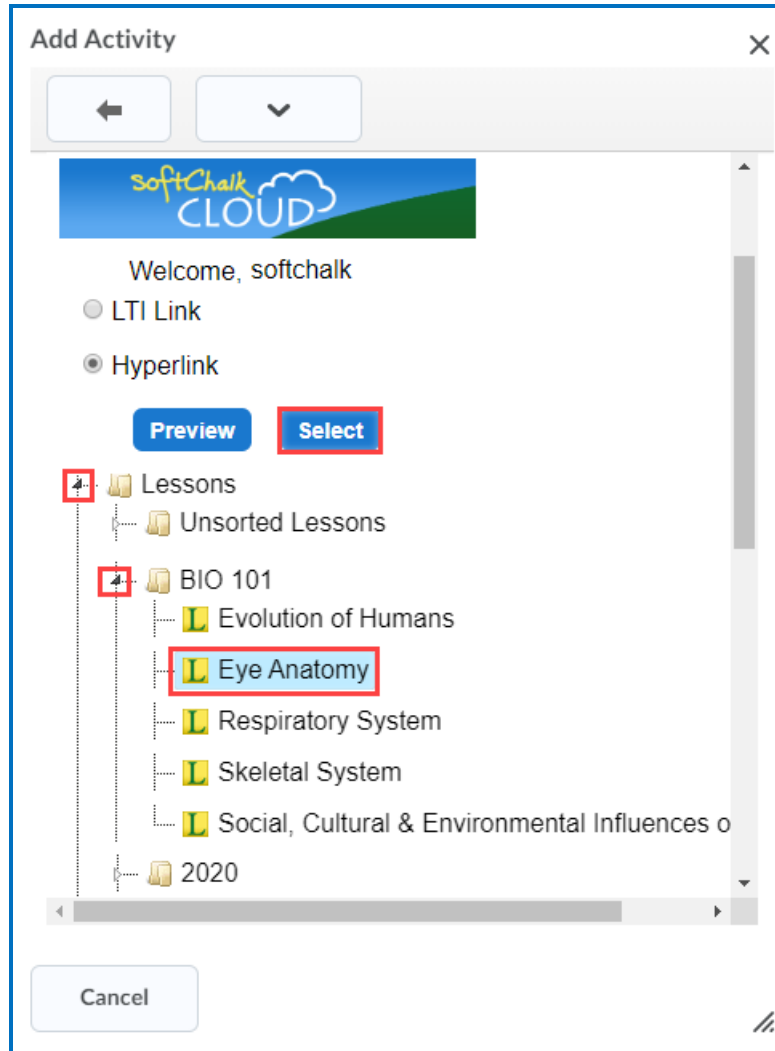 Add Activity
softChalk
CLOUD
Welcome, softchalk
LTI Link
Hyperlink
Preview Select
Lessons
Unsorted Lessons
BIO 101
L Evolution of Humans
L Eye Anatomy
L Respiratory System
L Skeletal System
L Social, Cultural & Environmental Influences o
2020
Cancel